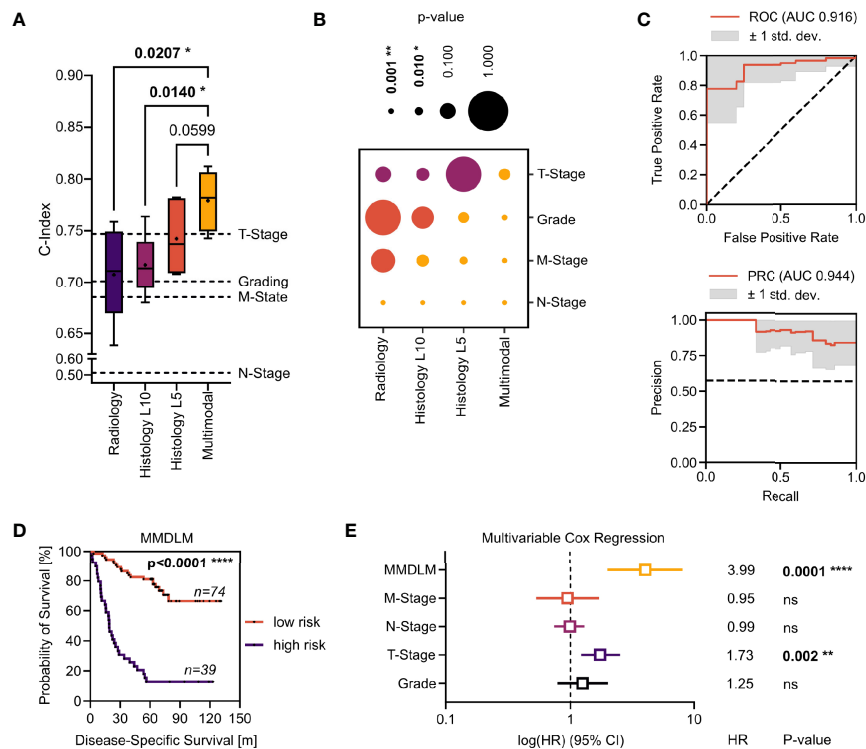 A
0.0207 *
0.0140 *
0.0599
C-Index
0.90
0.85
0.80
0.75
0.70
0.65
0.60
0.50
T-Stage
Grading
M-State
N-Stage
Radiology
Histology L10
Histology L5
Multimodal
B
p-value
0.001 **
0.010 *
0.100
1.000
T-Stage
Grade
M-Stage
N-Stage
Radiology
Histology L10
Histology L5
Multimodal
C
ROC (AUC 0.916)
± 1 std. dev.
True Positive Rate
1.0
0.8
0.6
0.4
0.2
0.0
0.0 0.5 1.0
False Positive Rate
PRC (AUC 0.944)
± 1 std. dev.
Precision
1.00
0.75
0.50
0.25
0.00
0.0 0.5 1.0
Recall
D
MMDLM
p<0.0001 ****
n=74
n=39
Probability of Survival [%]
100
80
60
40
20
0
0 30 60 90 120 150
Disease-Specific Survival [m]
low risk
high risk
E
Multivariable Cox Regression
MMDLM 3.99 0.0001 ****
M-Stage 0.95 ns
N-Stage 0.99 ns
T-Stage 1.73 0.002 **
Grade 1.25 ns
0.1 1 10
log(HR) (95% CI) HR P-value